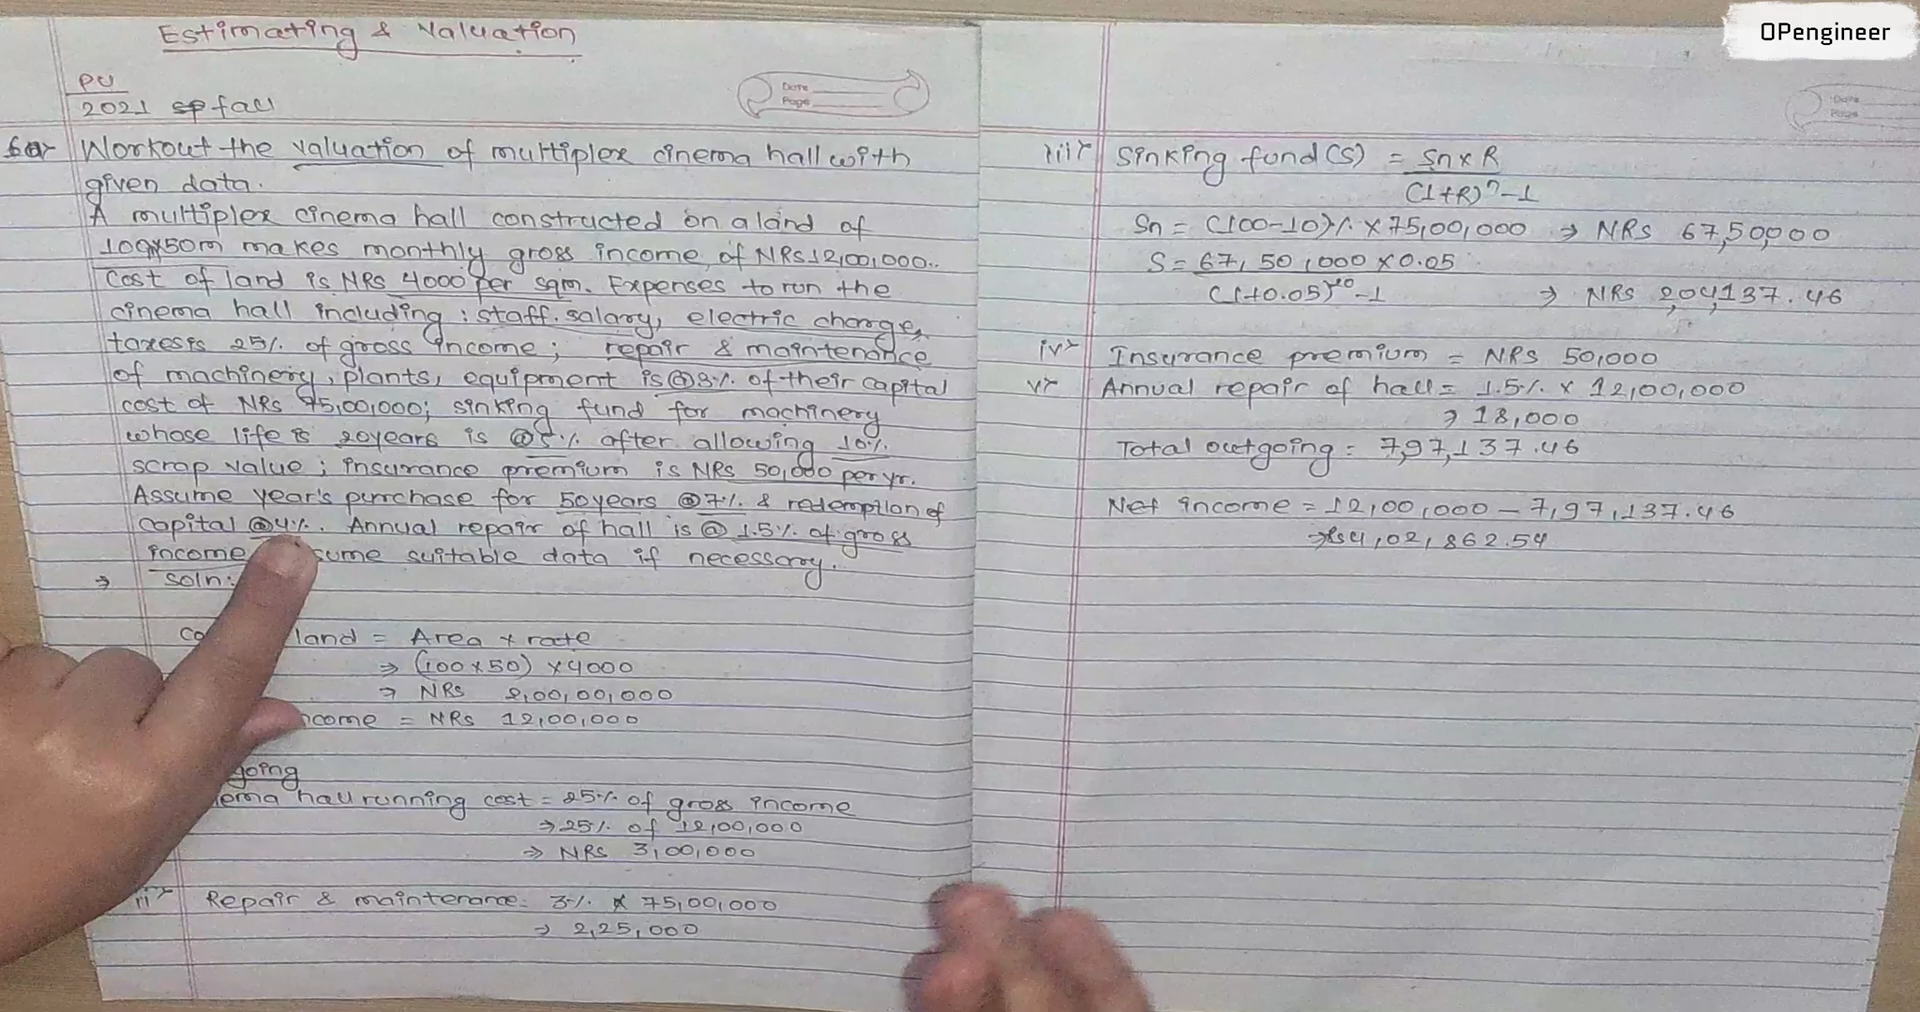 OPengineer
Estimating & Valuation
PU
2021 sp fall
Date
Page
6a> Workout the valuation of multiplex cinema hall with
given data.
A multiplex cinema hall constructed on a land of
100x50m makes monthly gross income of NRS 12,00,000..
Cost of land is NRS 4000 per sqm. Expenses to run the
cinema hall including : staff salary, electric charge,
taxes is 25% of gross income; repair & maintenance
of machinery, plants, equipment is @3% of their capital
cost of NRS 75,00,000; sinking fund for machinery
whose life is 20years is @5% after allowing 10%
scrap value; insurance premium is NRS 50,000 per yr.
Assume year's purchase for 50years @7% & redemption of
capital @4%. Annual repair of hall is @ 1.5% of gross
income sume suitable data if necessary.
⇒ Soln:
land = Area x rate
⇒ (100x50) x4000
⇒ NRS 2,00,00,000
ncome = NRS 12,00,000
going
ema hall running cost = 25% of gross income
⇒ 25% of 12,00,000
⇒ NRS 3,00,000
ii> Repair & maintenance: 3% x 75,00,000
⇒ 2,25,000
Date
Page
iii> Sinking fund (S) = Sn x R
(1+R)^n-1
Sn = (100-10)% x 75,00,000 ⇒ NRS 67,50,000
S = 67,50,000 x 0.05
(1+0.05)^20-1 ⇒ NRS 2,04,137.46
iv> Insurance premium = NRS 50,000
v> Annual repair of hall = 1.5% x 12,00,000
⇒ 18,000
Total outgoing = 7,97,137.46
Net income = 12,00,000 - 7,97,137.46
⇒ 4,02,862.54